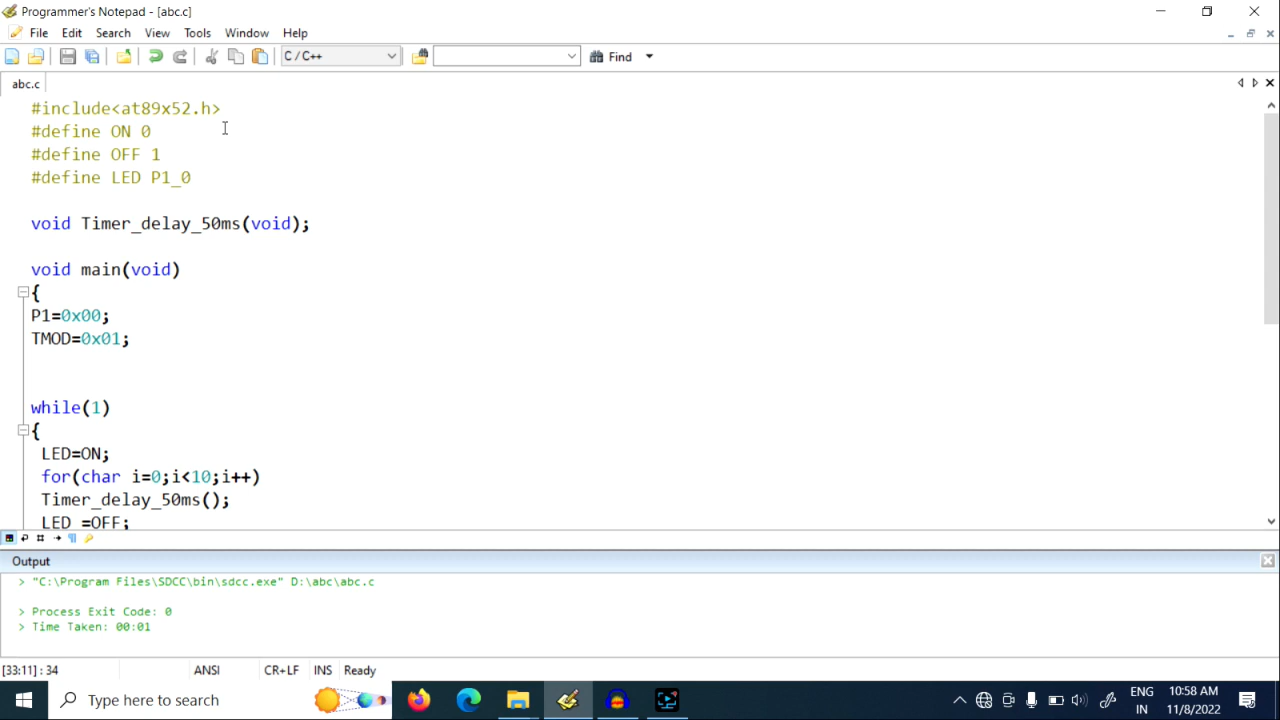 Programmer's Notepad - [abc.c]
File Edit Search View Tools Window Help
C / C++ Find
abc.c
#include<at89x52.h>
#define ON 0
#define OFF 1
#define LED P1_0
void Timer_delay_50ms(void);
void main(void)
{
P1=0x00;
TMOD=0x01;
while(1)
{
LED=ON;
for(char i=0;i<10;i++)
Timer_delay_50ms();
LED =OFF;
Output
> "C:\Program Files\SDCC\bin\sdcc.exe" D:\abc\abc.c
> Process Exit Code: 0
> Time Taken: 00:01
[33:11] : 34 ANSI CR+LF INS Ready
Type here to search
ENG 10:58 AM
IN 11/8/2022